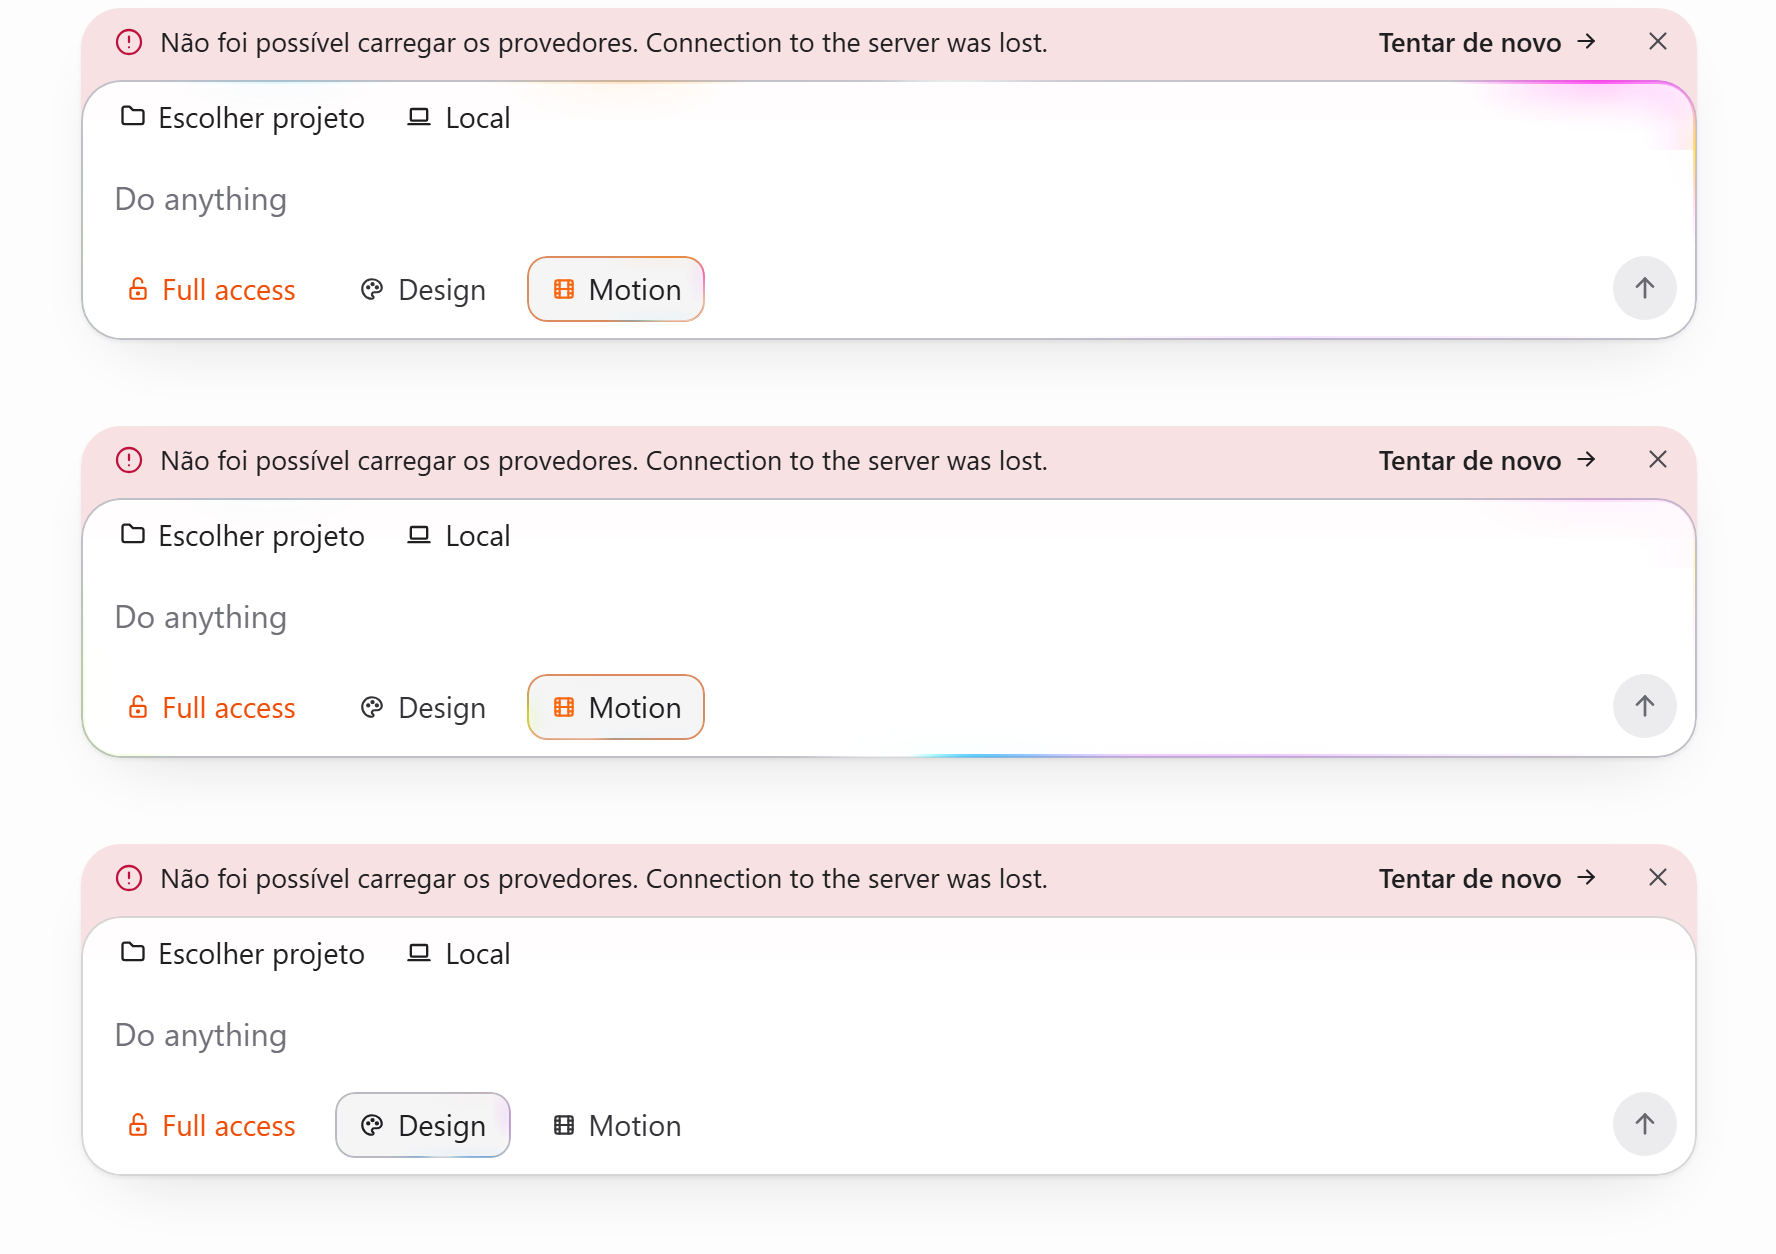 Não foi possível carregar os provedores. Connection to the server was lost. Tentar de novo →
Escolher projeto Local
Do anything
Full access Design Motion
Não foi possível carregar os provedores. Connection to the server was lost. Tentar de novo →
Escolher projeto Local
Do anything
Full access Design Motion
Não foi possível carregar os provedores. Connection to the server was lost. Tentar de novo →
Escolher projeto Local
Do anything
Full access Design Motion